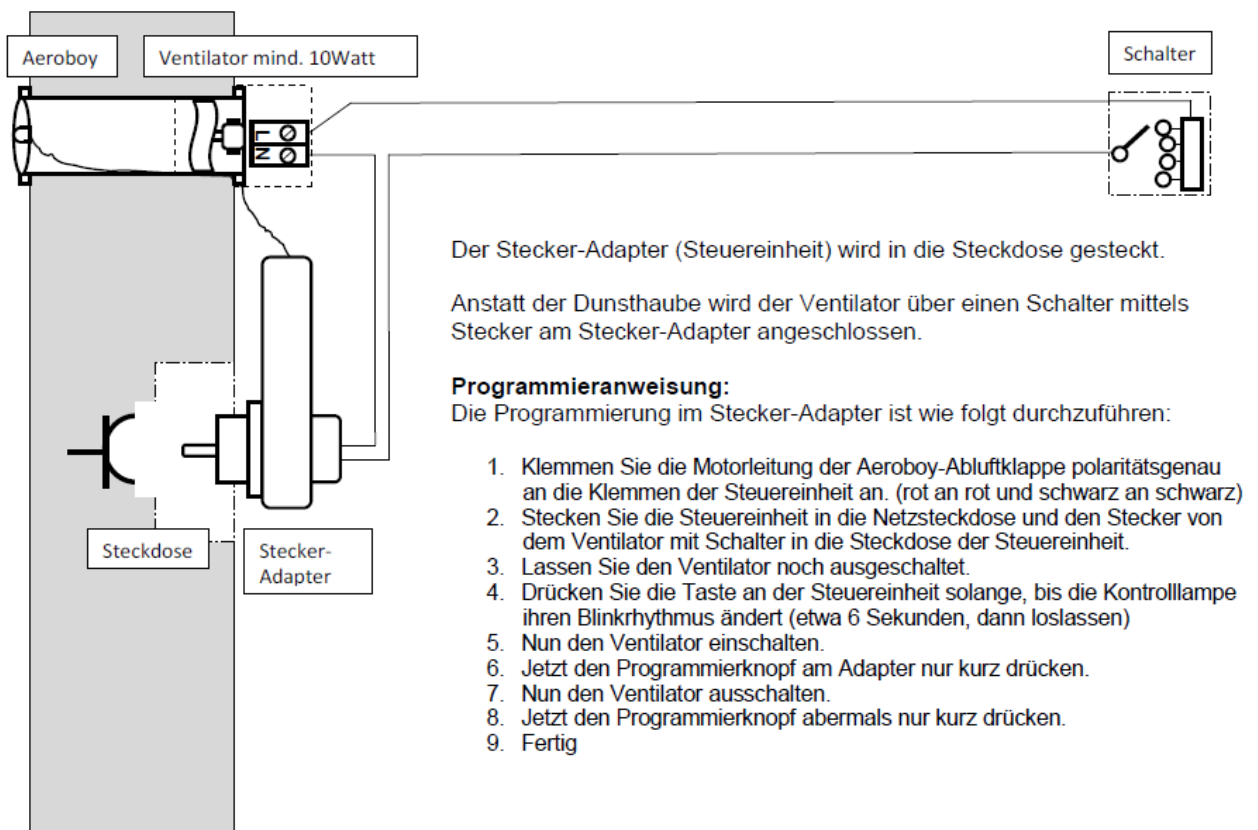 Aeroboy
Ventilator mind. 10Watt
Schalter
L
N
Der Stecker-Adapter (Steuereinheit) wird in die Steckdose gesteckt.
Anstatt der Dunsthaube wird der Ventilator über einen Schalter mittels
Stecker am Stecker-Adapter angeschlossen.
Programmieranweisung:
Die Programmierung im Stecker-Adapter ist wie folgt durchzuführen:
1. Klemmen Sie die Motorleitung der Aeroboy-Abluftklappe polaritätsgenau
an die Klemmen der Steuereinheit an. (rot an rot und schwarz an schwarz)
2. Stecken Sie die Steuereinheit in die Netzsteckdose und den Stecker von
dem Ventilator mit Schalter in die Steckdose der Steuereinheit.
3. Lassen Sie den Ventilator noch ausgeschaltet.
4. Drücken Sie die Taste an der Steuereinheit solange, bis die Kontrolllampe
ihren Blinkrhythmus ändert (etwa 6 Sekunden, dann loslassen)
5. Nun den Ventilator einschalten.
6. Jetzt den Programmierknopf am Adapter nur kurz drücken.
7. Nun den Ventilator ausschalten.
8. Jetzt den Programmierknopf abermals nur kurz drücken.
9. Fertig
Steckdose
Stecker-
Adapter